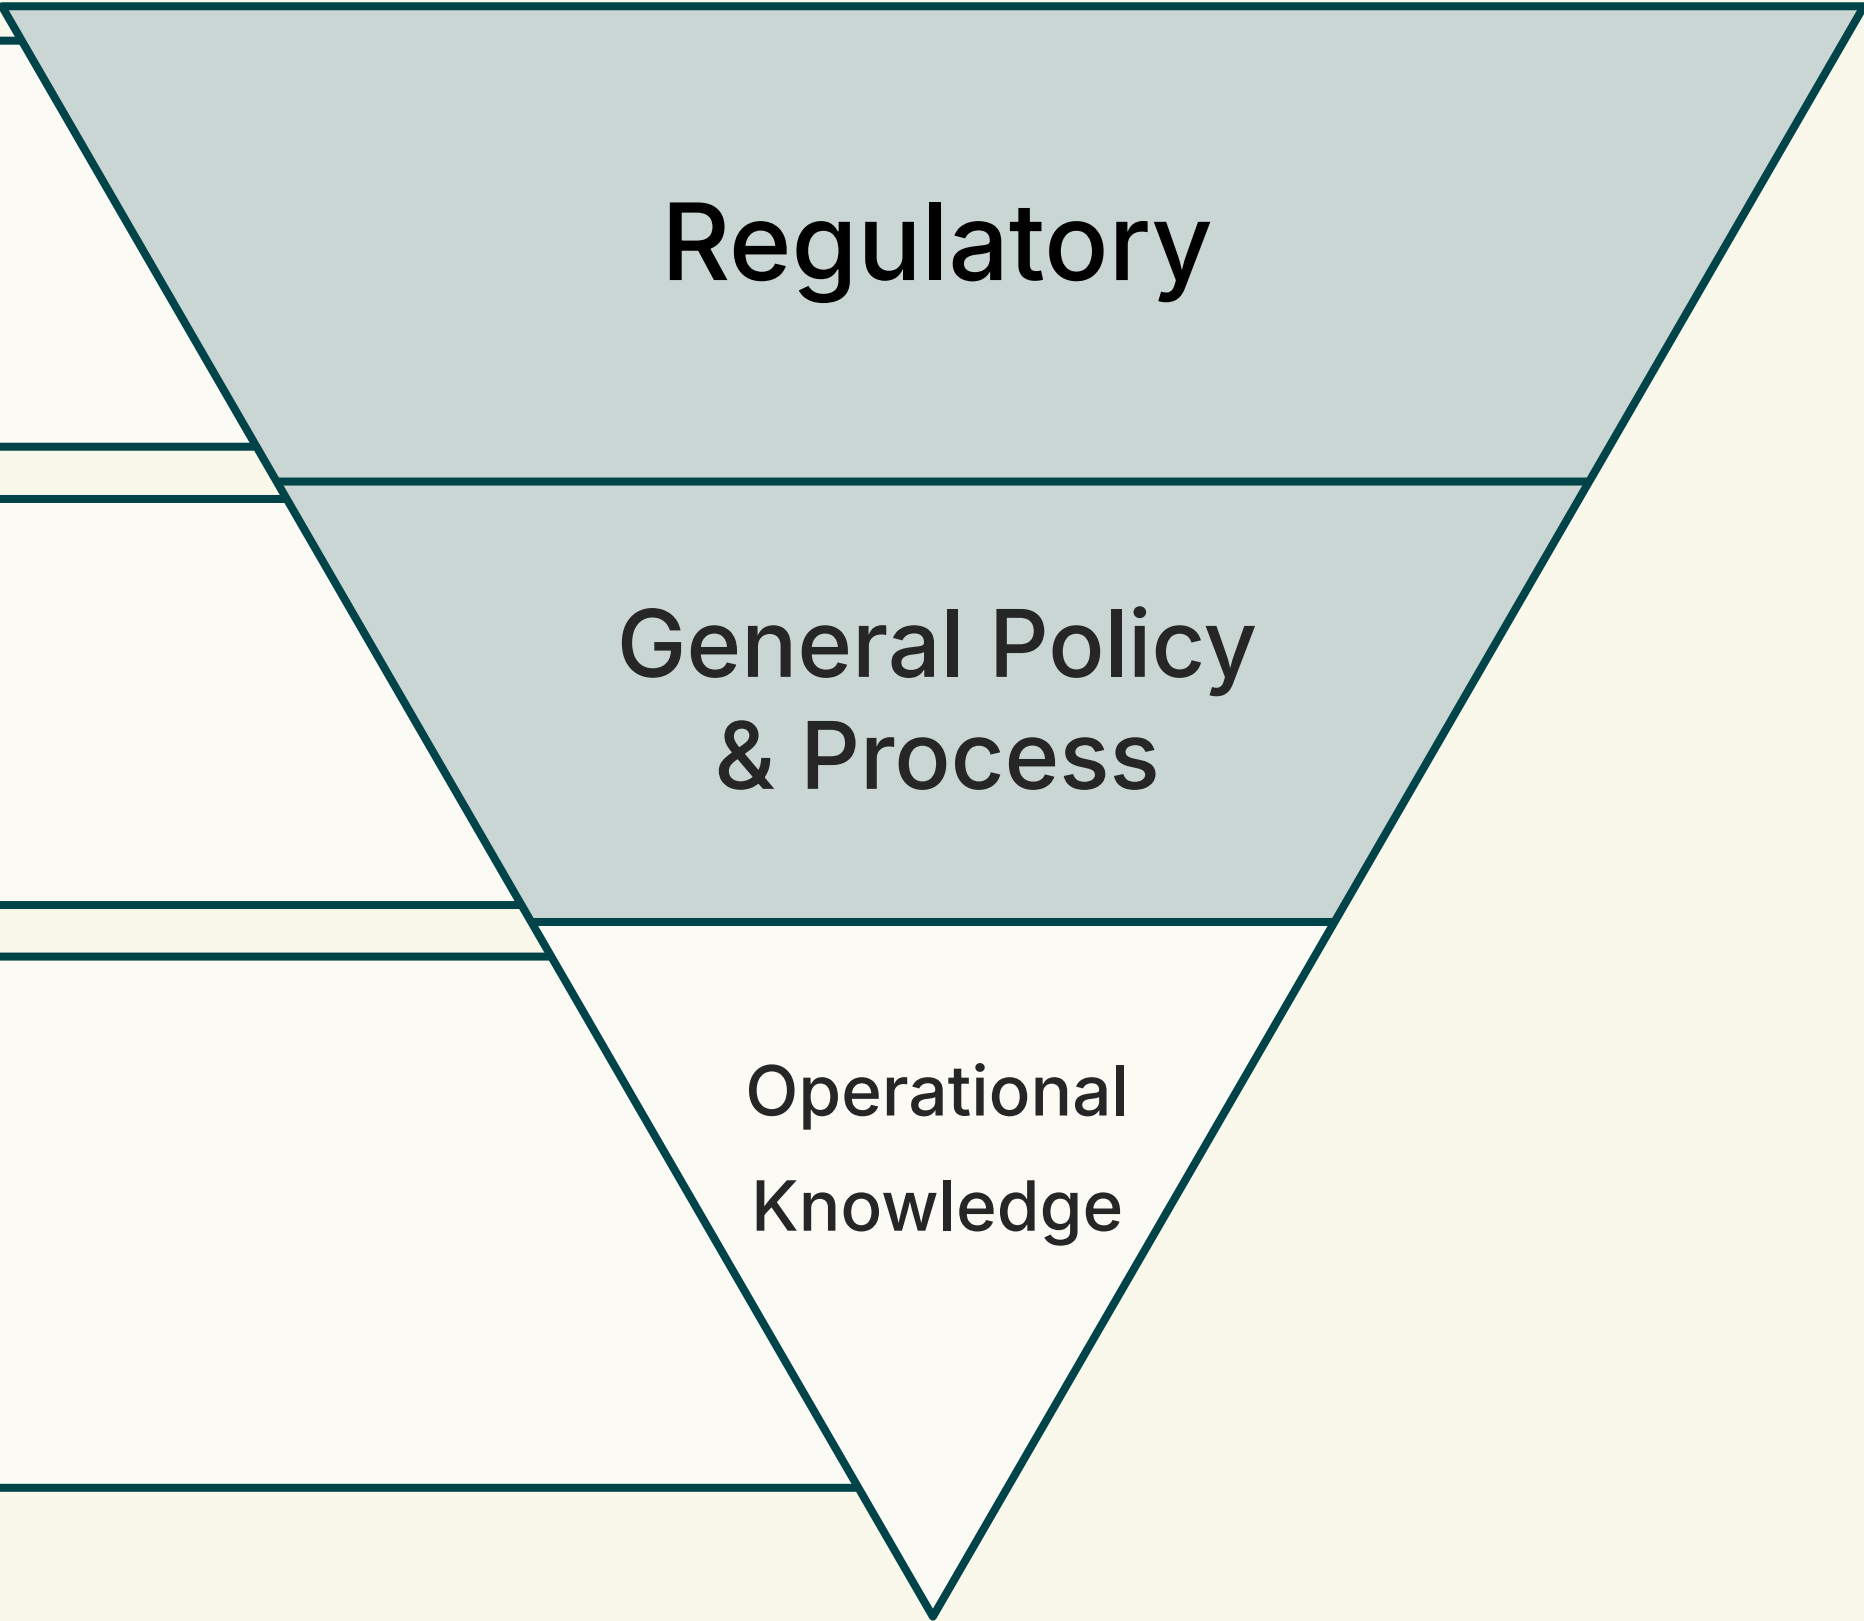 Regulatory
General Policy
& Process
Operational
Knowledge